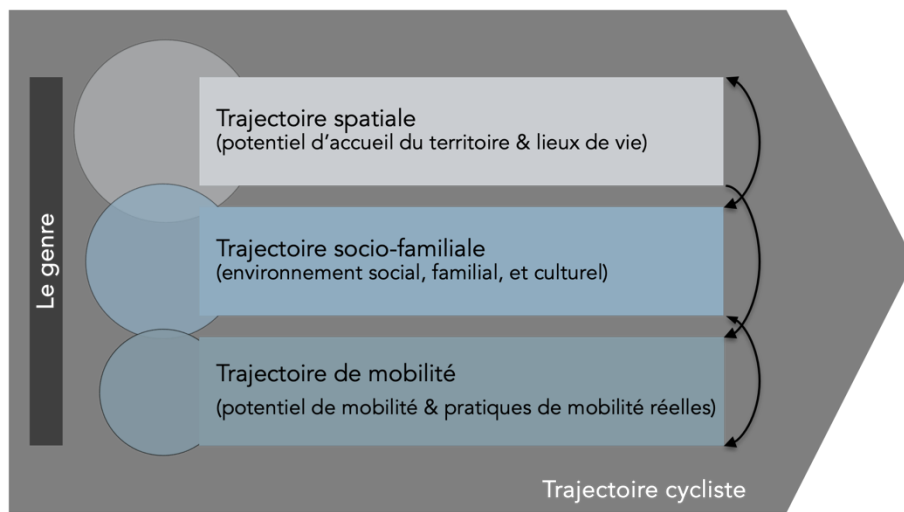 Le genre
Trajectoire spatiale
(potentiel d’accueil du territoire & lieux de vie)
Trajectoire socio-familiale
(environnement social, familial, et culturel)
Trajectoire de mobilité
(potentiel de mobilité & pratiques de mobilité réelles)
Trajectoire cycliste